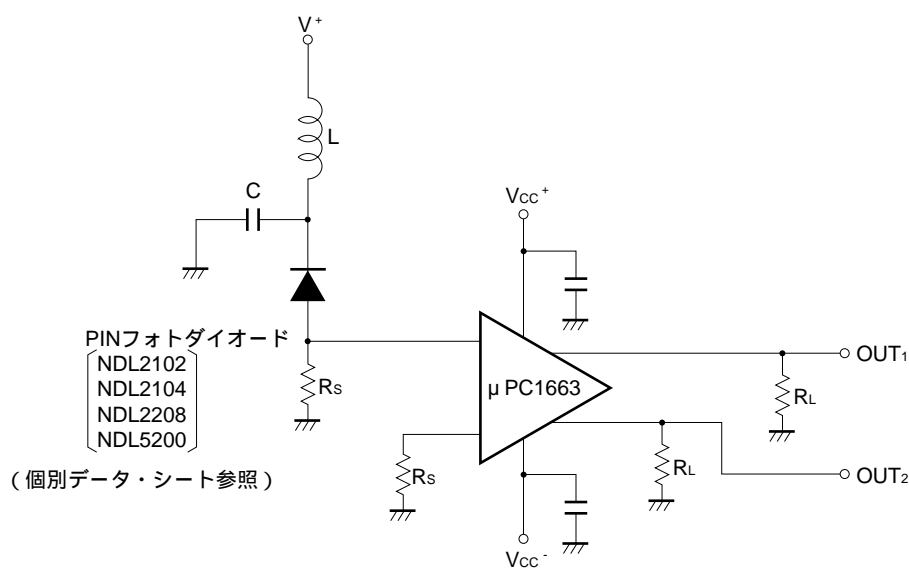 V+
L
C
VCC+
PINフォトダイオード
NDL2102
NDL2104
NDL2208
NDL5200
(個別データ・シート参照)
RS
RS
μ PC1663
OUT1
RL
RL
OUT2
VCC-